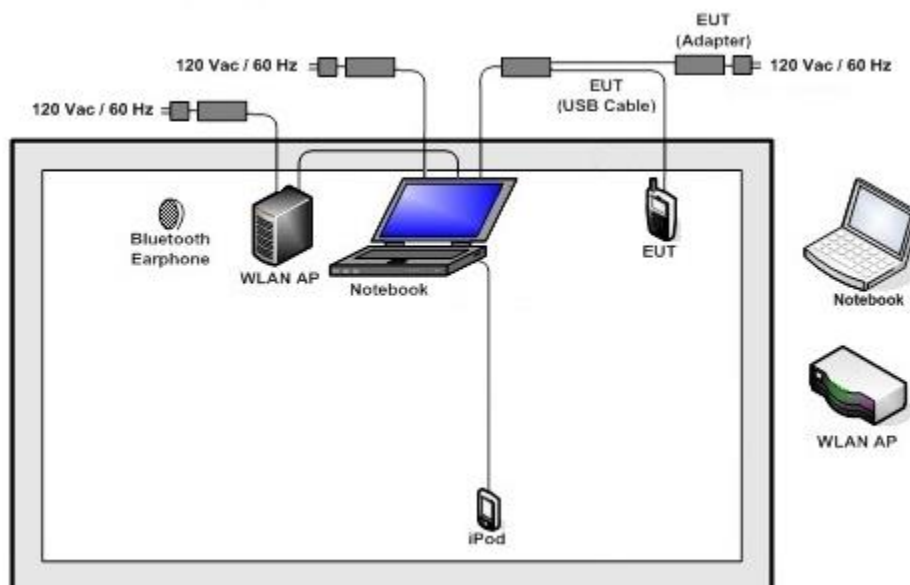 EUT
(Adapter)
120 Vac / 60 Hz
120 Vac / 60 Hz
EUT
(USB Cable)
120 Vac / 60 Hz
Bluetooth
Earphone
WLAN AP
Notebook
EUT
Notebook
WLAN AP
iPod